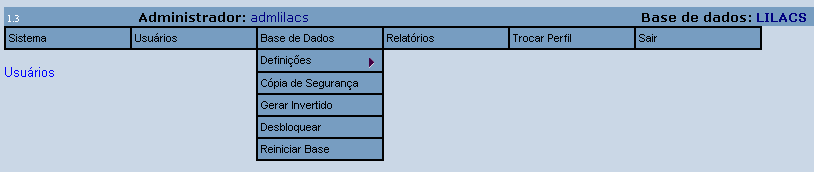 1.3 Administrador: admlilacs Base de dados: LILACS
Sistema Usuários Base de Dados Relatórios Trocar Perfil Sair
Definições
Usuários
Cópia de Segurança
Gerar Invertido
Desbloquear
Reiniciar Base